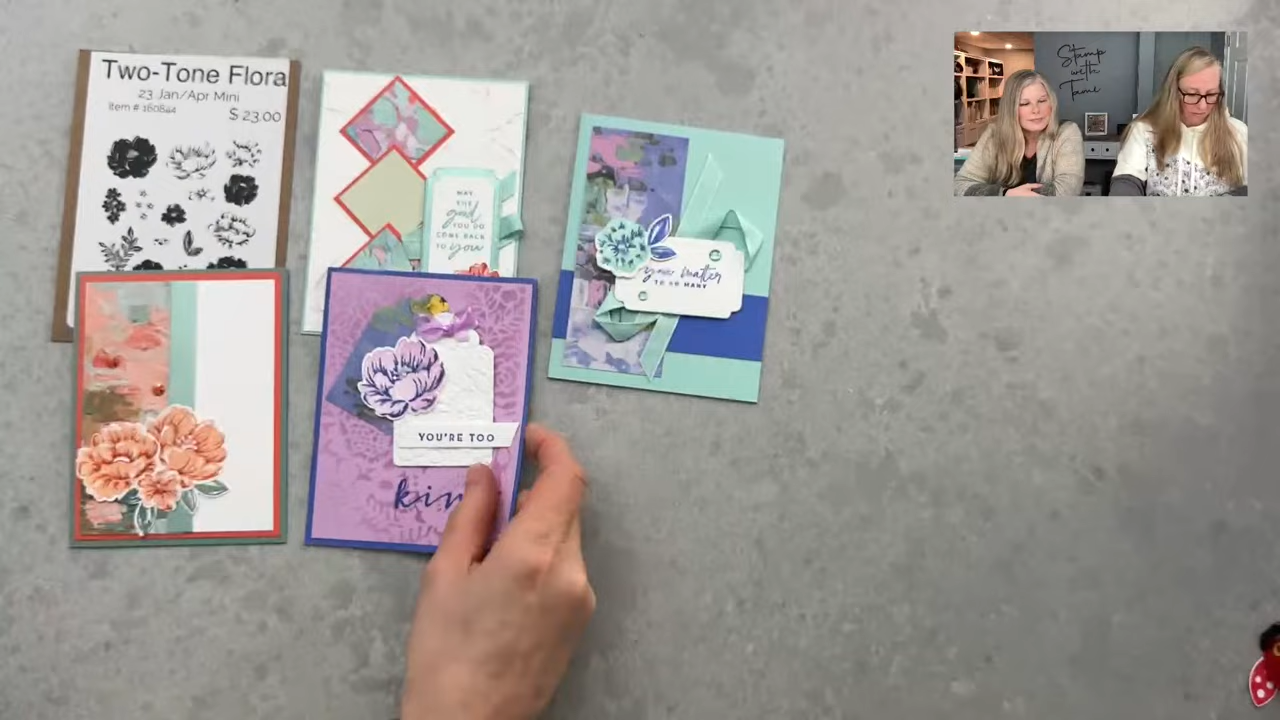 Two-Tone Flora
23 Jan/Apr Mini
Item # 160844
$ 23.00
MAY
THE
good
YOU DO
COME BACK
TO you
your matter
TO SO MANY
YOU'RE TOO
kin
Stamp
with
Tami